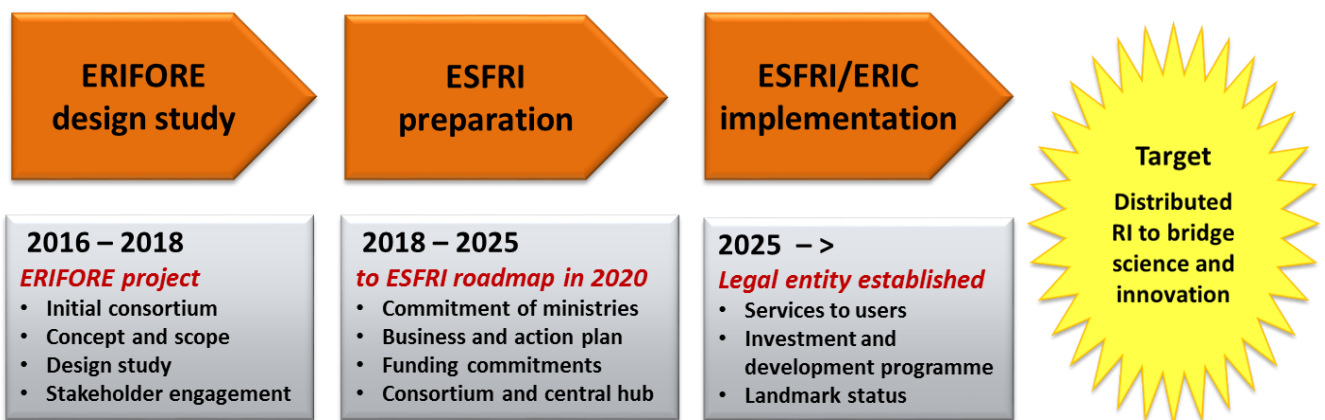 ERIFORE
design study
ESFRI
preparation
ESFRI/ERIC
implementation
Target
Distributed
RI to bridge
science and
innovation
2016 – 2018
ERIFORE project
• Initial consortium
• Concept and scope
• Design study
• Stakeholder engagement
2018 – 2025
to ESFRI roadmap in 2020
• Commitment of ministries
• Business and action plan
• Funding commitments
• Consortium and central hub
2025 – >
Legal entity established
• Services to users
• Investment and
development programme
• Landmark status